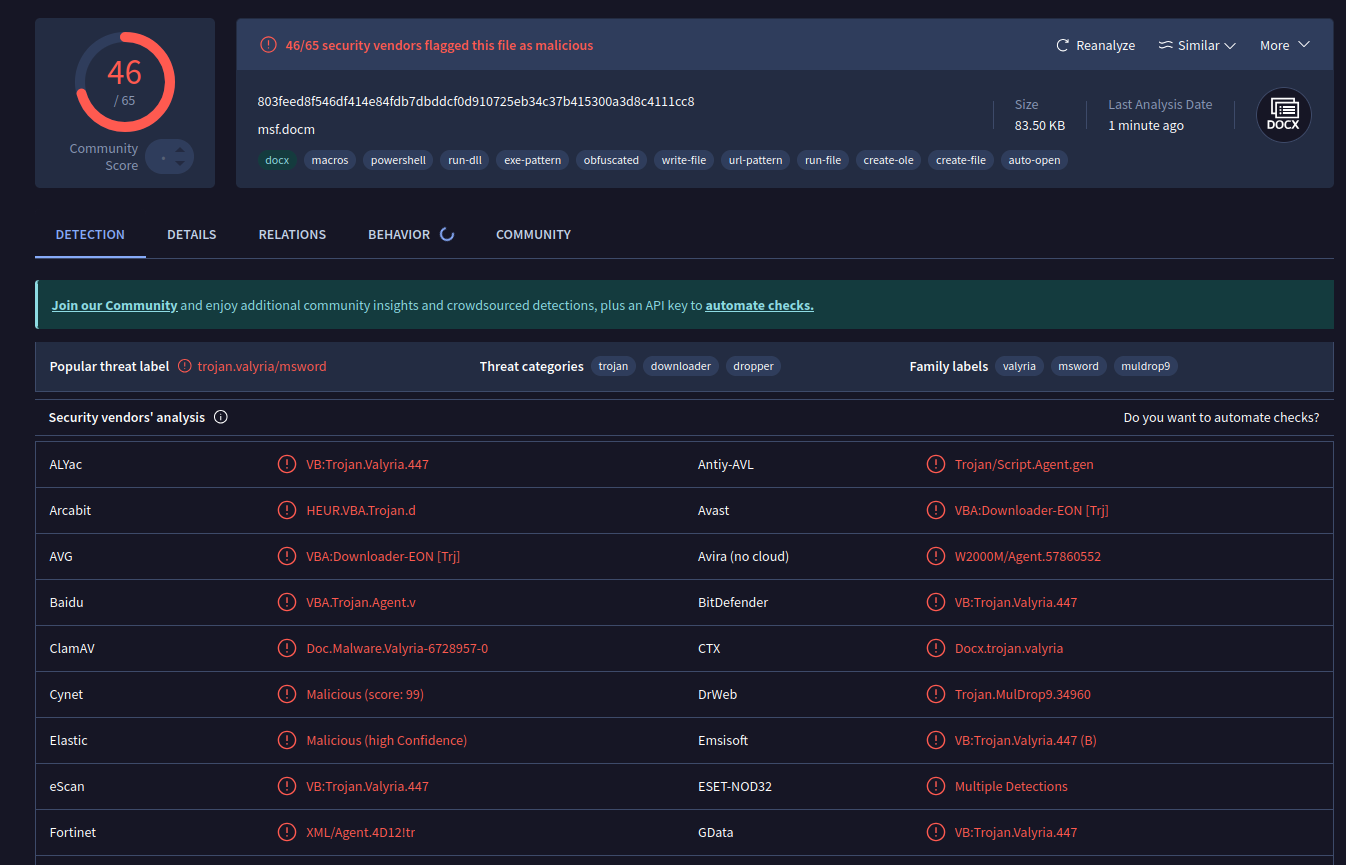 46
/ 65
Community
Score
46/65 security vendors flagged this file as malicious
Reanalyze
Similar
More
803feed8f546df414e84fdb7dbddcf0d910725eb34c37b415300a3d8c4111cc8
msf.docm
Size
83.50 KB
Last Analysis Date
1 minute ago
DOCX
docx macros powershell run-dll exe-pattern obfuscated write-file url-pattern run-file create-ole create-file auto-open
DETECTION DETAILS RELATIONS BEHAVIOR COMMUNITY
Join our Community and enjoy additional community insights and crowdsourced detections, plus an API key to automate checks.
Popular threat label trojan.valyria/msword Threat categories trojan downloader dropper Family labels valyria msword muldrop9
Security vendors' analysis Do you want to automate checks?
ALYac VB:Trojan.Valyria.447 Antiy-AVL Trojan/Script.Agent.gen
Arcabit HEUR.VBA.Trojan.d Avast VBA:Downloader-EON [Trj]
AVG VBA:Downloader-EON [Trj] Avira (no cloud) W2000M/Agent.57860552
Baidu VBA.Trojan.Agent.v BitDefender VB:Trojan.Valyria.447
ClamAV Doc.Malware.Valyria-6728957-0 CTX Docx.trojan.valyria
Cynet Malicious (score: 99) DrWeb Trojan.MulDrop9.34960
Elastic Malicious (high Confidence) Emsisoft VB:Trojan.Valyria.447 (B)
eScan VB:Trojan.Valyria.447 ESET-NOD32 Multiple Detections
Fortinet XML/Agent.4D12!tr GData VB:Trojan.Valyria.447